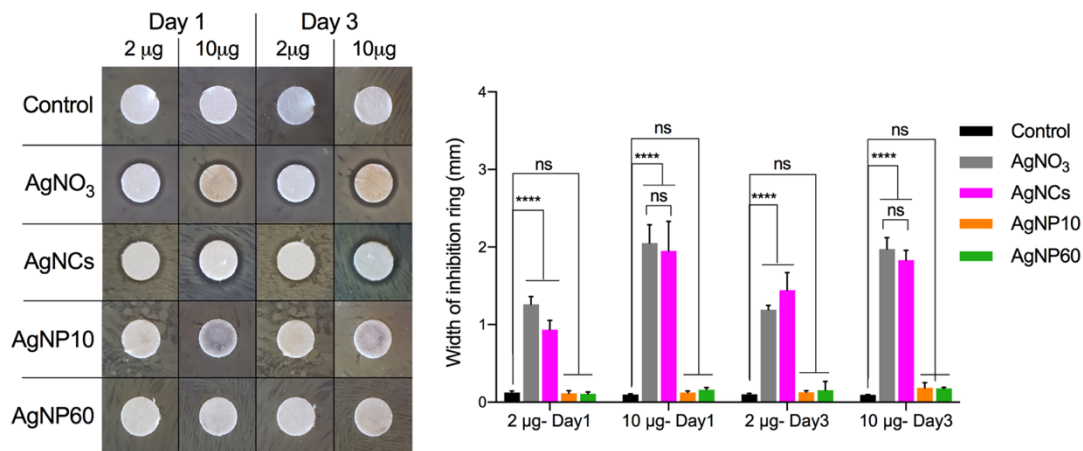 Day 1 Day 3
2 μg 10μg 2μg 10μg
Control
AgNO₃
AgNCs
AgNP10
AgNP60
Width of inhibition ring (mm)
4
3
2
1
0
ns
****
ns
****
ns
ns
****
ns
****
ns
2 μg- Day1 10 μg- Day1 2 μg- Day3 10 μg- Day3
Control
AgNO₃
AgNCs
AgNP10
AgNP60